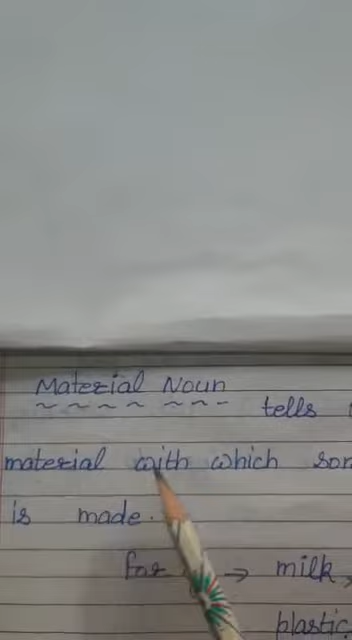 Material Noun
tells
material with which
is made.
For → milk,
plastic